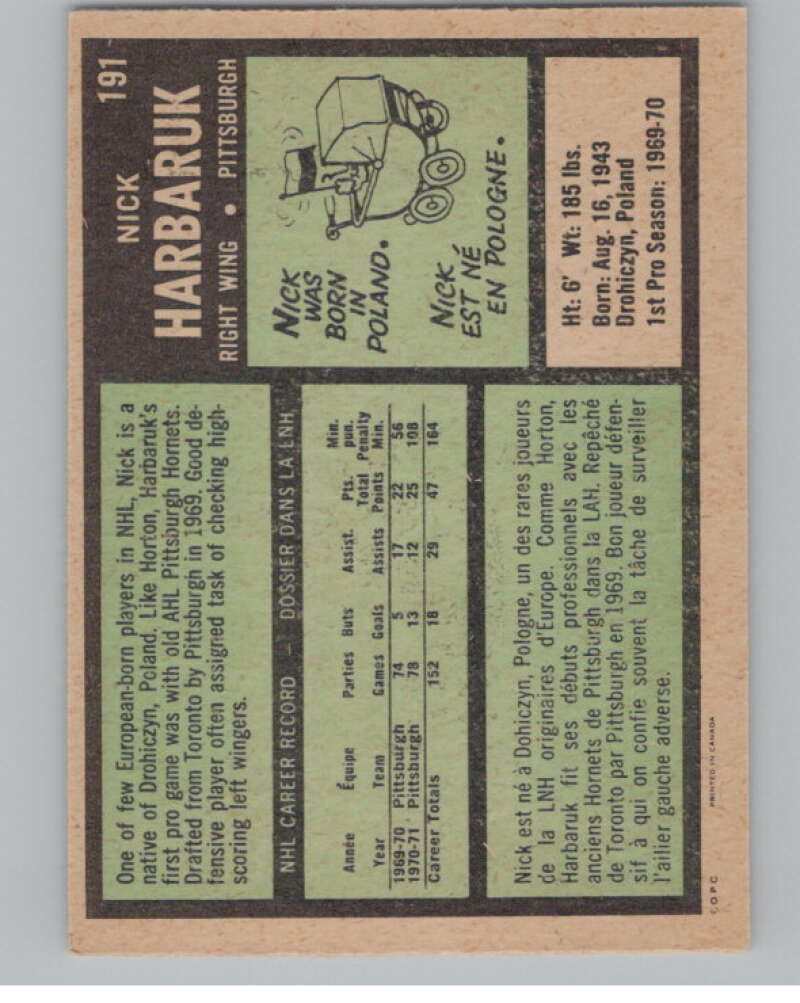 191
NICK
HARBARUK
RIGHT WING • PITTSBURGH
One of few European-born players in NHL, Nick is a
native of Drohiczyn, Poland. Like Horton, Harbaruk's
first pro game was with old AHL Pittsburgh Hornets.
Drafted from Toronto by Pittsburgh in 1969. Good de-
fensive player often assigned task of checking high-
scoring left wingers.
NICK
WAS
BORN
IN
POLAND.
NICK
EST NÉ
EN POLOGNE.
NHL CAREER RECORD – DOSSIER DANS LA LNH
Année Équipe Parties Buts Assist. Pts. Min. pun.
Year Team Games Goals Assists Total Points Penalty Min.
1969-70 Pittsburgh 74 5 17 22 56
1970-71 Pittsburgh 78 13 12 25 108
Career Totals 152 18 29 47 164
Ht: 6' Wt: 185 lbs.
Born: Aug. 16, 1943
Drohiczyn, Poland
1st Pro Season: 1969-70
Nick est né à Dohiczyn, Pologne, un des rares joueurs
de la LNH originaires d'Europe. Comme Horton,
Harbaruk fit ses débuts professionnels avec les
anciens Hornets de Pittsburgh dans la LAH. Repêché
de Toronto par Pittsburgh en 1969. Bon joueur défen-
sif à qui on confie souvent la tâche de surveiller
l'ailier gauche adverse.
O.P.C. PRINTED IN CANADA